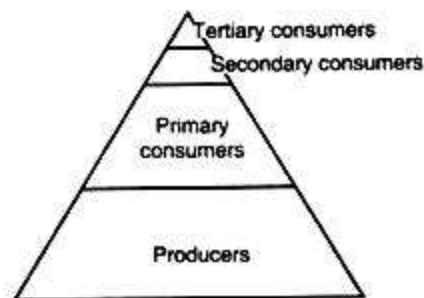 Tertiary consumers
Secondary consumers
Primary
consumers
Producers